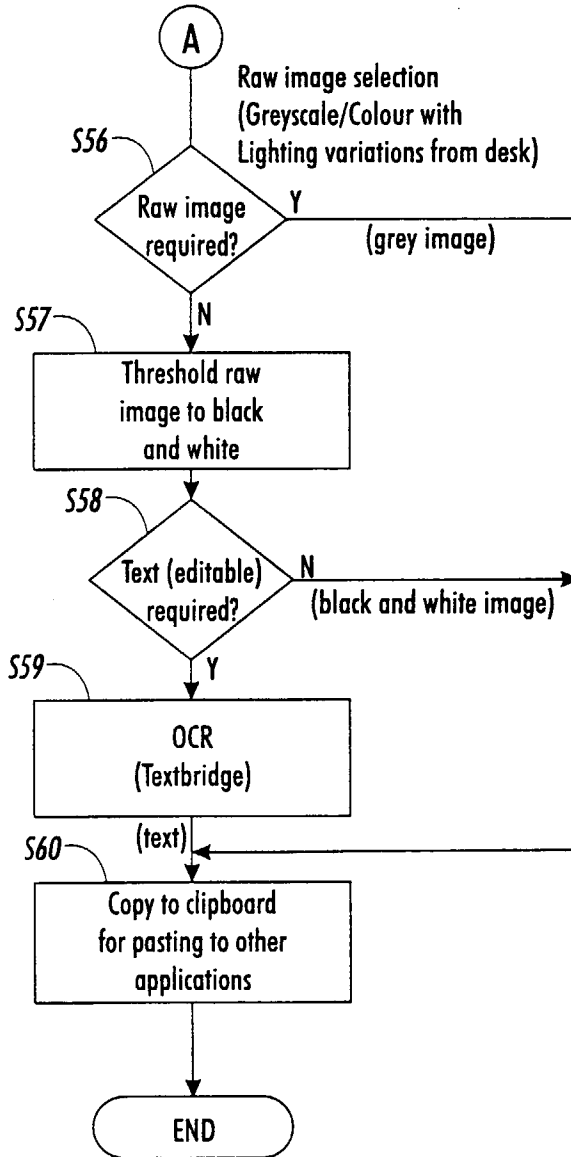 A
Raw image selection
(Greyscale/Colour with
Lighting variations from desk)
S56
Raw image
required?
Y
(grey image)
N
S57
Threshold raw
image to black
and white
S58
Text (editable)
required?
N
(black and white image)
Y
S59
OCR
(Textbridge)
(text)
S60
Copy to clipboard
for pasting to other
applications
END